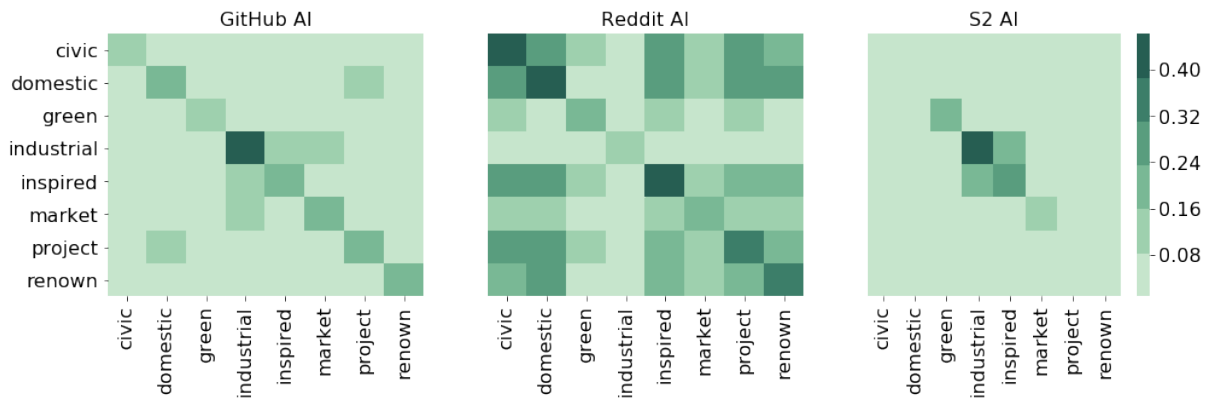 GitHub AI
Reddit AI
S2 AI
civic
domestic
green
industrial
inspired
market
project
renown
0.40
0.32
0.24
0.16
0.08
civic
domestic
green
industrial
inspired
market
project
renown
civic
domestic
green
industrial
inspired
market
project
renown
civic
domestic
green
industrial
inspired
market
project
renown